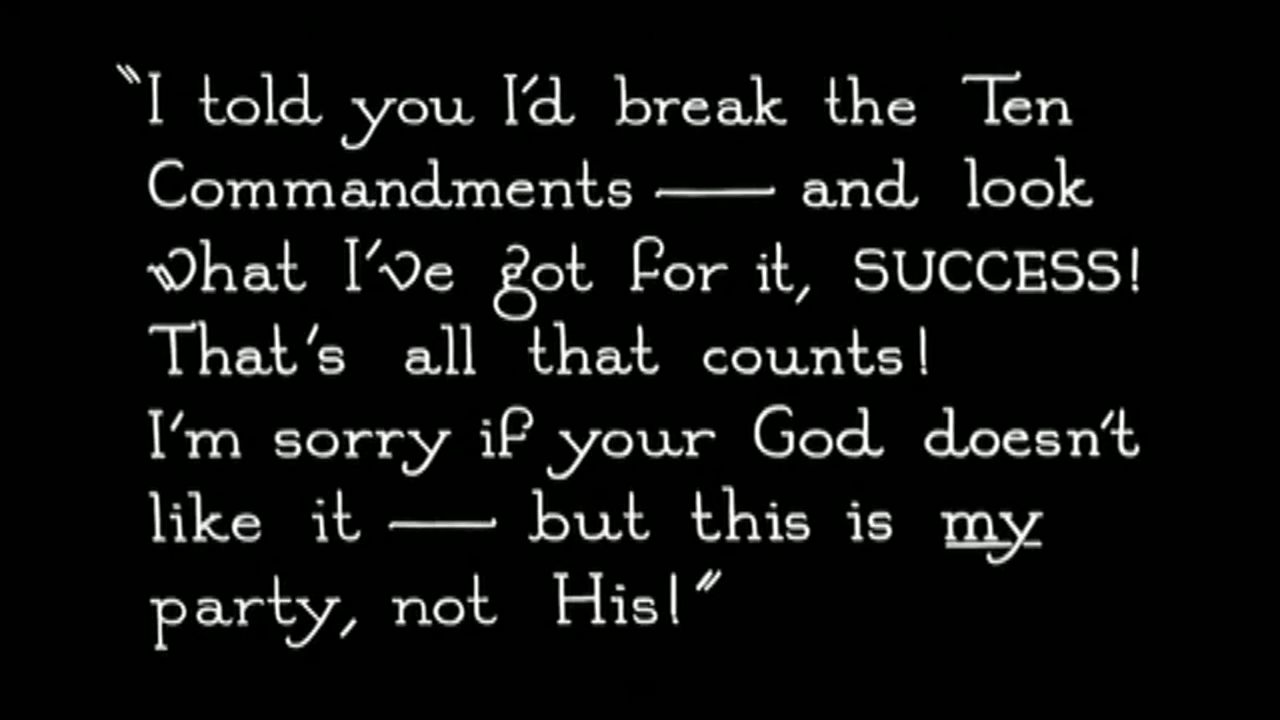 “I told you I'd break the Ten
Commandments — and look
what I've got for it, SUCCESS!
That's all that counts!
I'm sorry if your God doesn't
like it — but this is my
party, not His!”